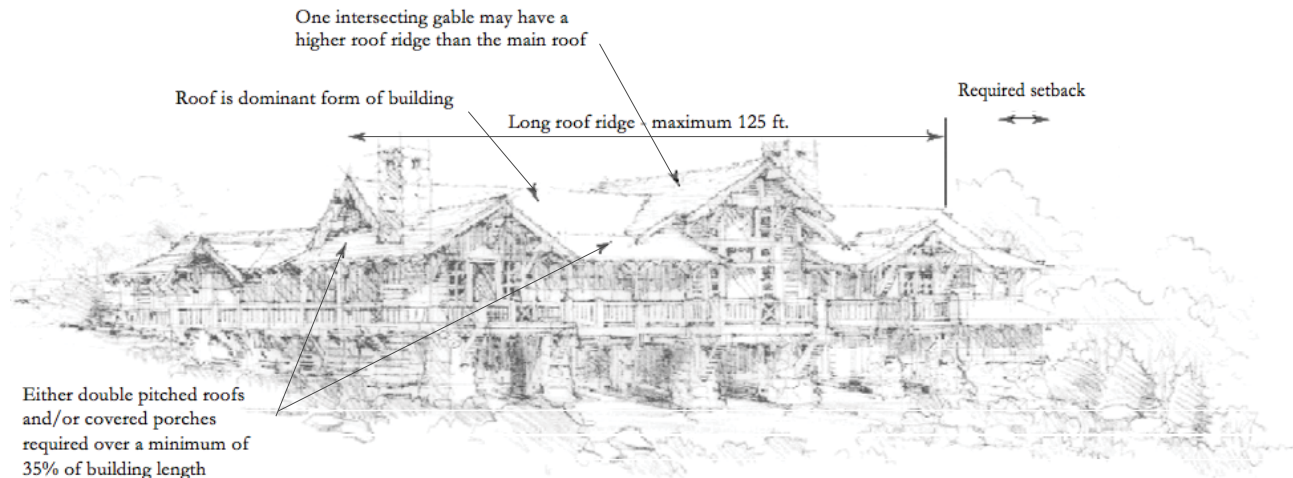 One intersecting gable may have a
higher roof ridge than the main roof
Roof is dominant form of building
Required setback
Long roof ridge - maximum 125 ft.
Either double pitched roofs
and/or covered porches
required over a minimum of
35% of building length